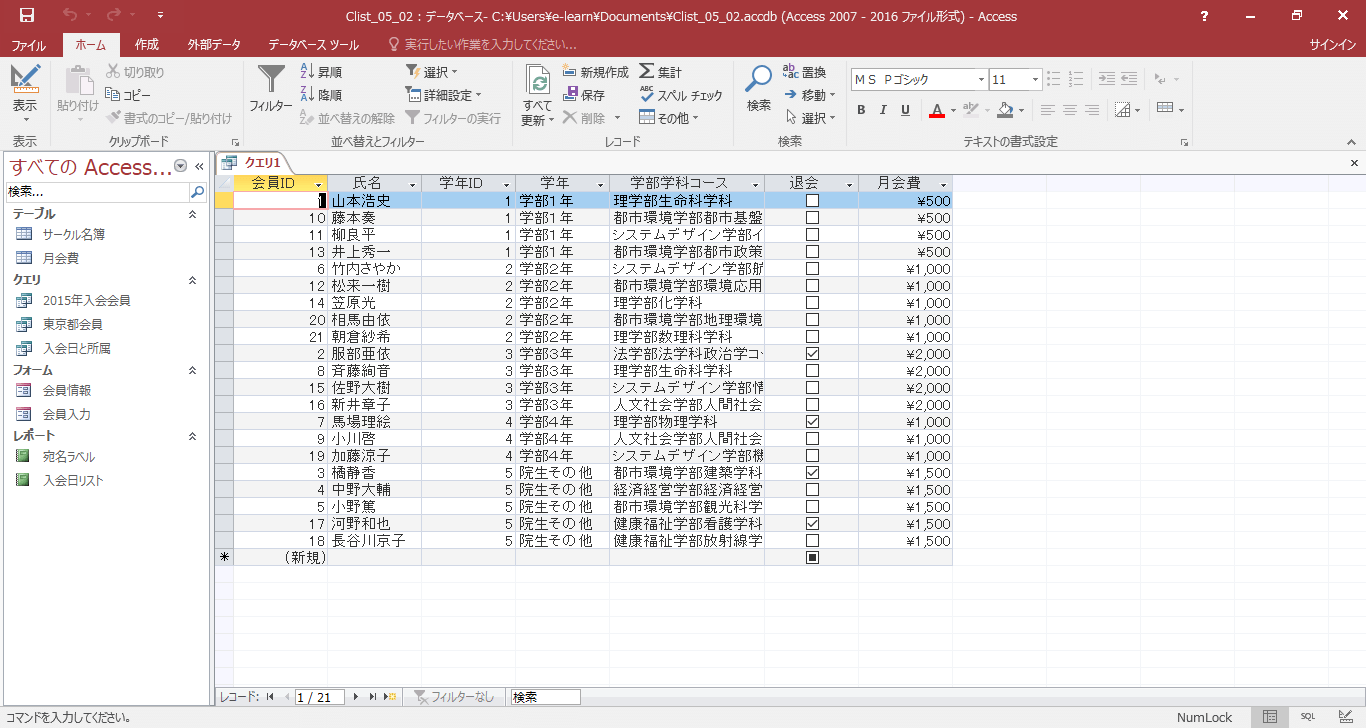 Clist_05_02：データベース- C:¥Users¥e-learn¥Documents¥Clist_05_02.accdb (Access 2007 - 2016 ファイル形式) - Access
?
ファイル ホーム 作成 外部データ データベース ツール 実行したい作業を入力してください... サインイン
表示
表示
貼り付け
切り取り
コピー
書式のコピー/貼り付け
クリップボード
フィルター
昇順
降順
並べ替えの解除
選択
詳細設定
フィルターの実行
並べ替えとフィルター
すべて
更新
新規作成
保存
削除
集計
スペル チェック
その他
レコード
検索
置換
移動
選択
検索
ＭＳ Ｐゴシック 11
B I U A
テキストの書式設定
すべての Access...
検索...
テーブル
サークル名簿
月会費
クエリ
2015年入会会員
東京都会員
入会日と所属
フォーム
会員情報
会員入力
レポート
宛名ラベル
入会日リスト
クエリ1
会員ID 氏名 学年ID 学年 学部学科コース 退会 月会費
1 山本浩史 1 学部１年 理学部生命科学科 ¥500
10 藤本奏 1 学部１年 都市環境学部都市基盤 ¥500
11 柳良平 1 学部１年 システムデザイン学部イ ¥500
13 井上秀一 1 学部１年 都市環境学部都市政策 ¥500
6 竹内さやか 2 学部２年 システムデザイン学部航 ¥1,000
12 松来一樹 2 学部２年 都市環境学部環境応用 ¥1,000
14 笠原光 2 学部２年 理学部化学科 ¥1,000
20 相馬由依 2 学部２年 都市環境学部地理環境 ¥1,000
21 朝倉紗希 2 学部２年 理学部数理科学科 ¥1,000
2 服部亜依 3 学部３年 法学部法学科政治学コー ¥2,000
8 斉藤絢音 3 学部３年 理学部生命科学科 ¥2,000
15 佐野大樹 3 学部３年 システムデザイン学部情 ¥2,000
16 新井章子 3 学部３年 人文社会学部人間社会 ¥2,000
7 馬場理絵 4 学部４年 理学部物理学科 ¥1,000
9 小川啓 4 学部４年 人文社会学部人間社会 ¥1,000
19 加藤涼子 4 学部４年 システムデザイン学部機 ¥1,000
3 橘静香 5 院生その他 都市環境学部建築学科 ¥1,500
4 中野大輔 5 院生その他 経済経営学部経済経営 ¥1,500
5 小野篤 5 院生その他 都市環境学部観光科学 ¥1,500
17 河野和也 5 院生その他 健康福祉学部看護学科 ¥1,500
18 長谷川京子 5 院生その他 健康福祉学部放射線学 ¥1,500
* （新規）
レコード: 1 / 21 フィルターなし 検索
コマンドを入力してください。 NumLock SQL